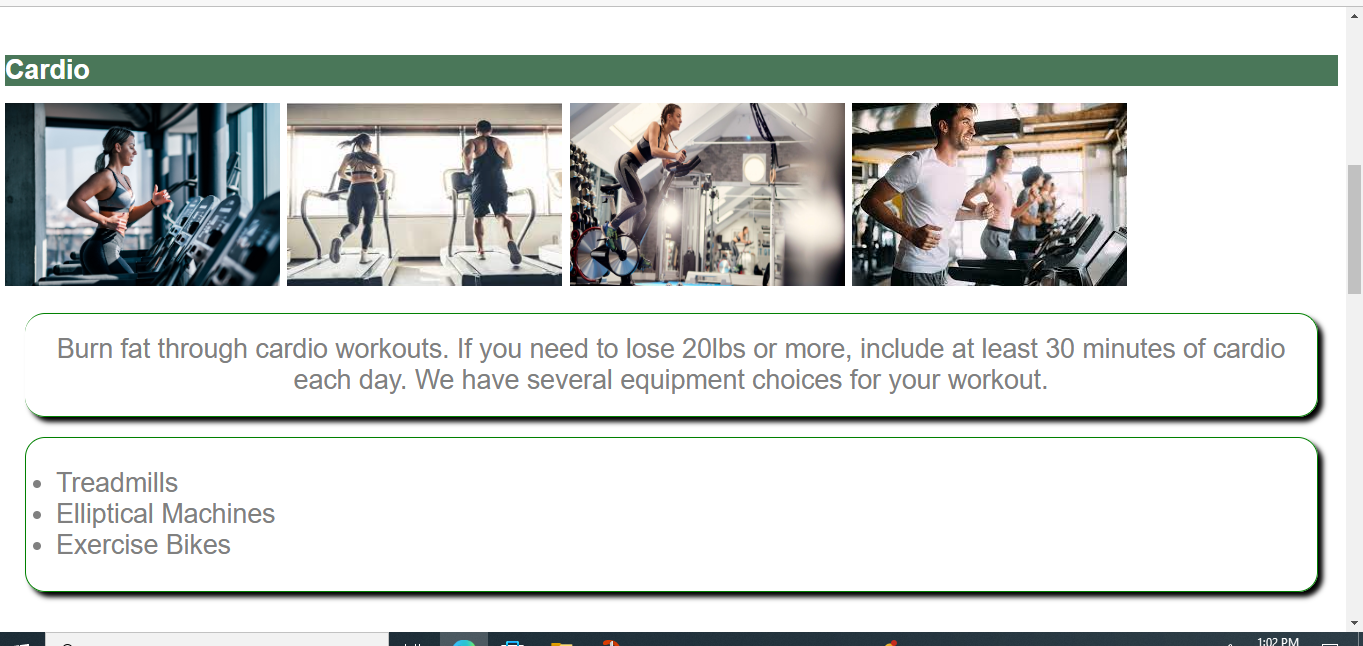 Cardio
Burn fat through cardio workouts. If you need to lose 20lbs or more, include at least 30 minutes of cardio
each day. We have several equipment choices for your workout.
Treadmills
Elliptical Machines
Exercise Bikes
1:02 PM